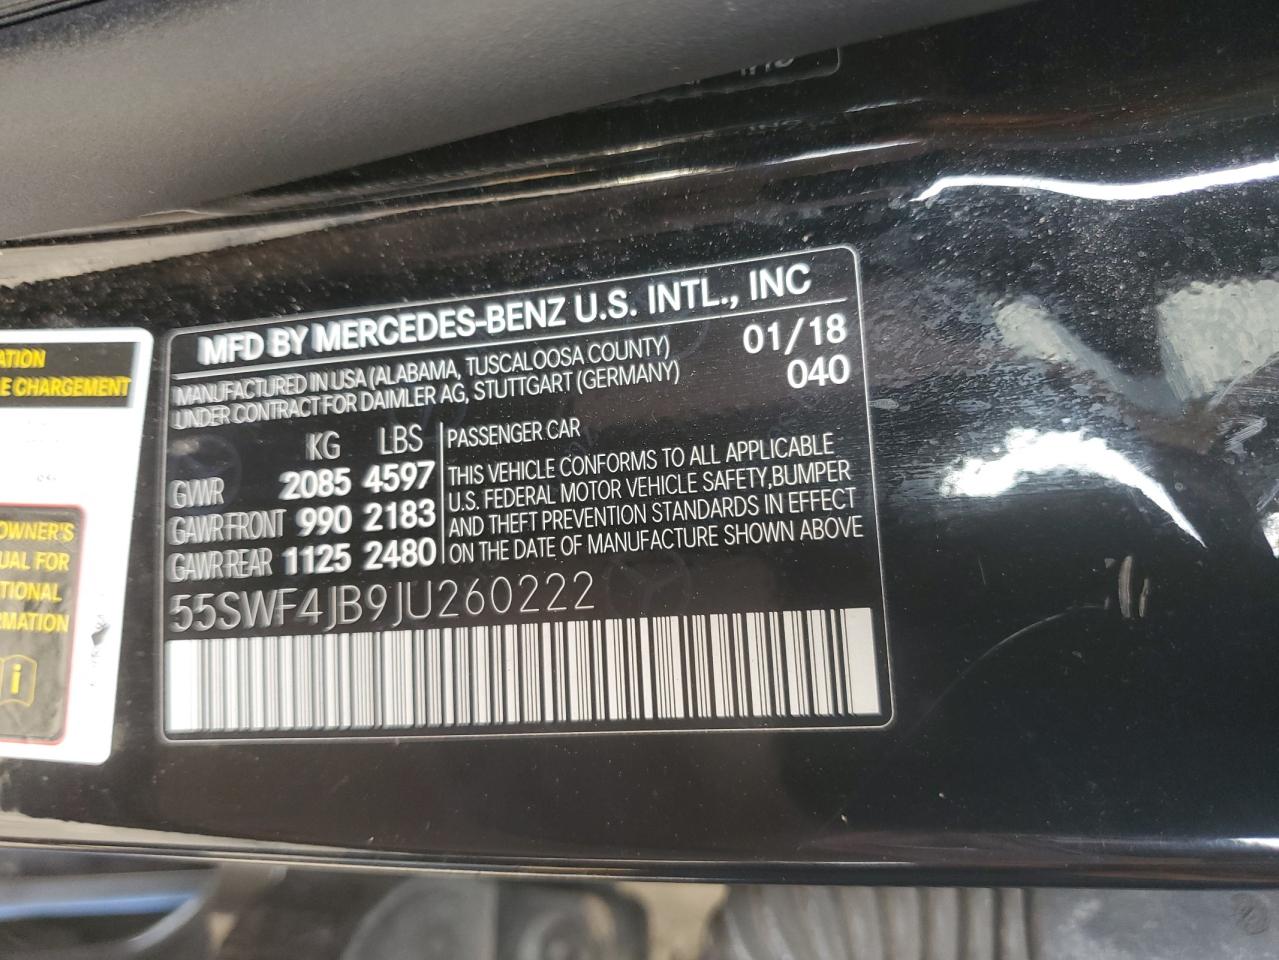 MFD BY MERCEDES-BENZ U.S. INTL., INC
MANUFACTURED IN USA (ALABAMA, TUSCALOOSA COUNTY)
UNDER CONTRACT FOR DAIMLER AG, STUTTGART (GERMANY)
01/18
040
KG LBS
GVWR 2085 4597
GAWR FRONT 990 2183
GAWR REAR 1125 2480
PASSENGER CAR
THIS VEHICLE CONFORMS TO ALL APPLICABLE
U.S. FEDERAL MOTOR VEHICLE SAFETY,BUMPER
AND THEFT PREVENTION STANDARDS IN EFFECT
ON THE DATE OF MANUFACTURE SHOWN ABOVE
55SWF4JB9JU260222
ATION
E CHARGEMENT
OWNER'S
UAL FOR
TIONAL
RMATION
i